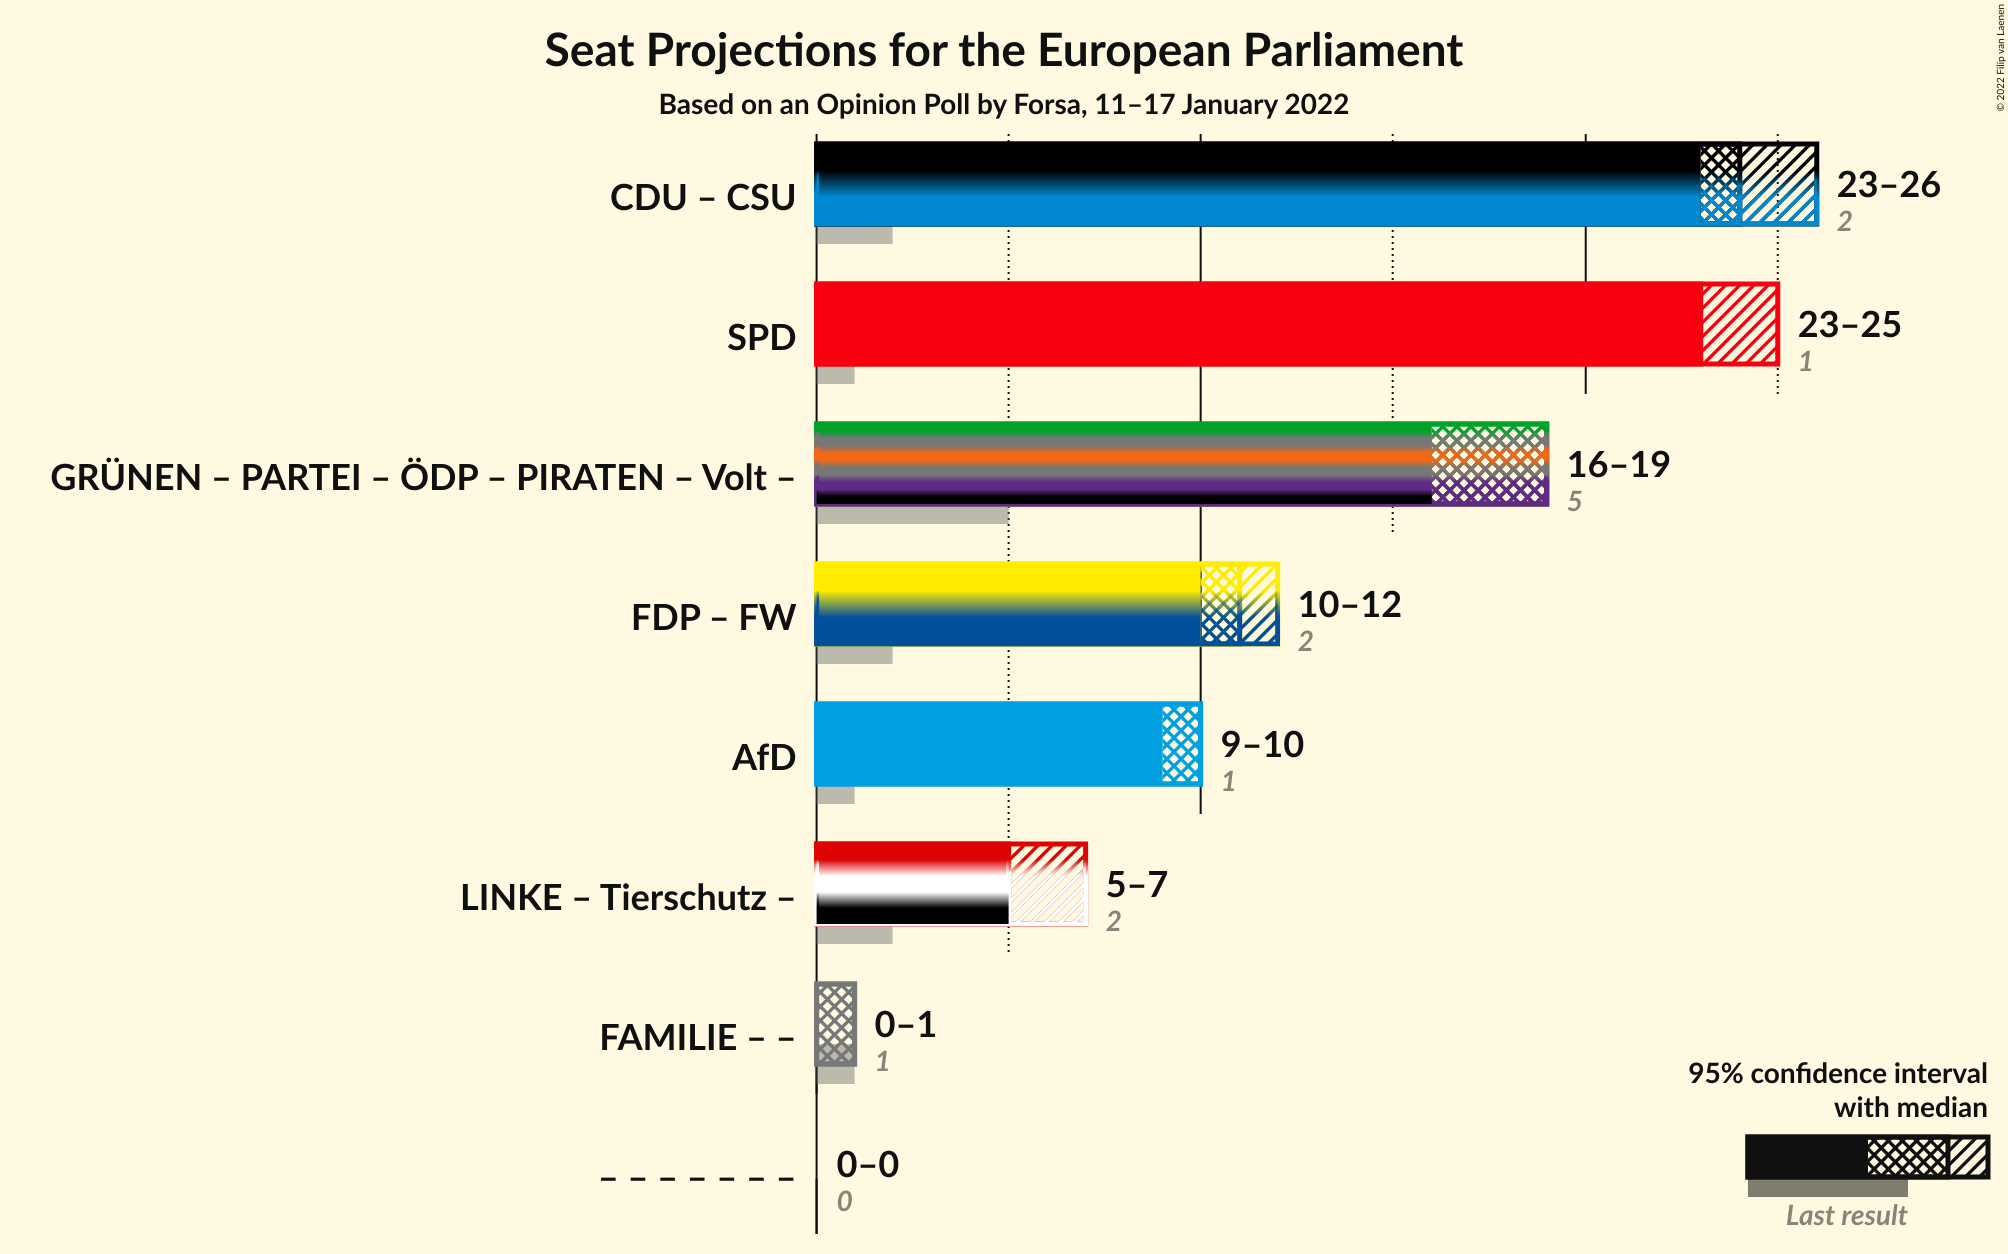 Seat Projections for the European Parliament
Based on an Opinion Poll by Forsa, 11–17 January 2022
© 2022 Filip van Laenen
CDU – CSU
23–26
2
SPD
23–25
1
GRÜNEN – PARTEI – ÖDP – PIRATEN – Volt –
16–19
5
FDP – FW
10–12
2
AfD
9–10
1
LINKE – Tierschutz –
5–7
2
FAMILIE – –
0–1
1
– – – – – – –
0–0
0
95% confidence interval
with median
Last result